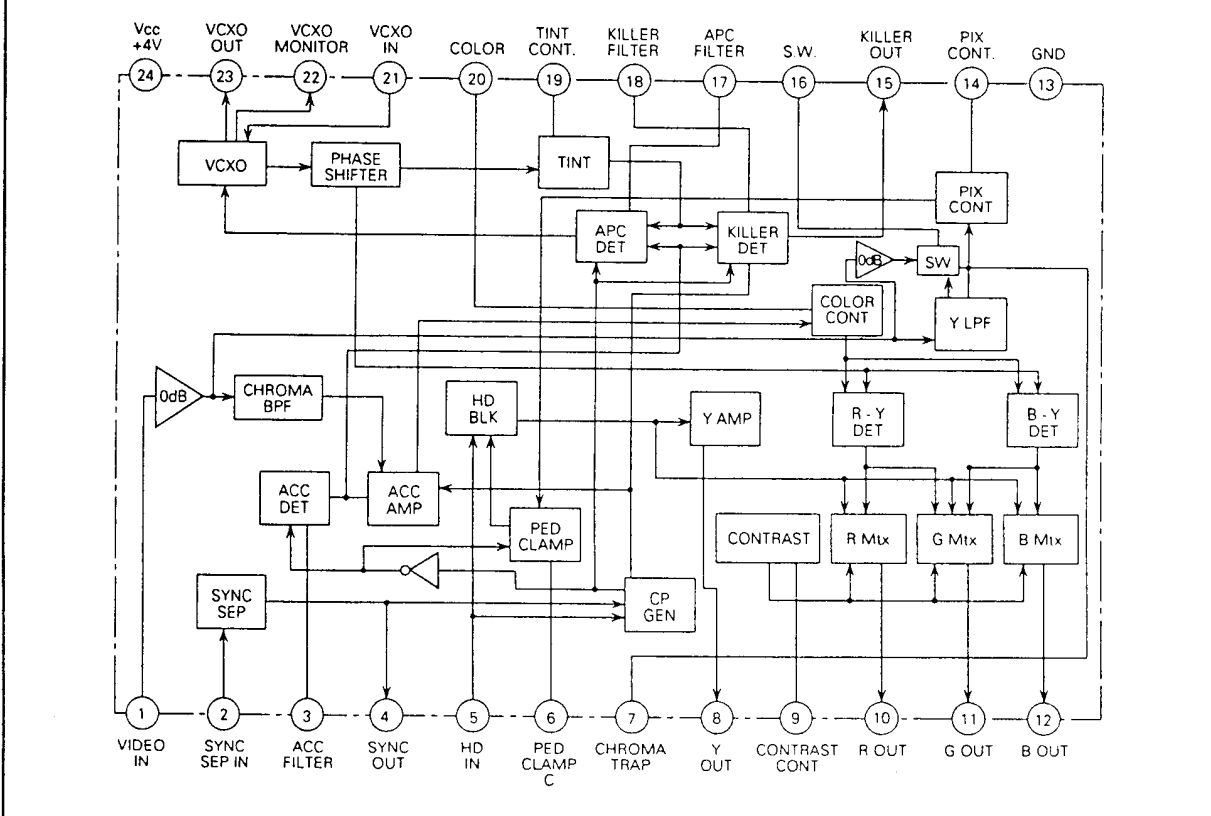 Vcc
+4V
VCXO
OUT
VCXO
MONITOR
VCXO
IN
COLOR
TINT
CONT.
KILLER
FILTER
APC
FILTER
S.W.
KILLER
OUT
PIX
CONT.
GND
24
23
22
21
20
19
18
17
16
15
14
13
VCXO
PHASE
SHIFTER
TINT
PIX
CONT
APC
DET
KILLER
DET
0dB
SW
COLOR
CONT
Y LPF
0dB
CHROMA
BPF
HD
BLK
Y AMP
R - Y
DET
B - Y
DET
ACC
DET
ACC
AMP
PED
CLAMP
CONTRAST
R Mtx
G Mtx
B Mtx
SYNC
SEP
CP
GEN
1
2
3
4
5
6
7
8
9
10
11
12
VIDEO
IN
SYNC
SEP IN
ACC
FILTER
SYNC
OUT
HD
IN
PED
CLAMP
C
CHROMA
TRAP
Y
OUT
CONTRAST
CONT
R OUT
G OUT
B OUT